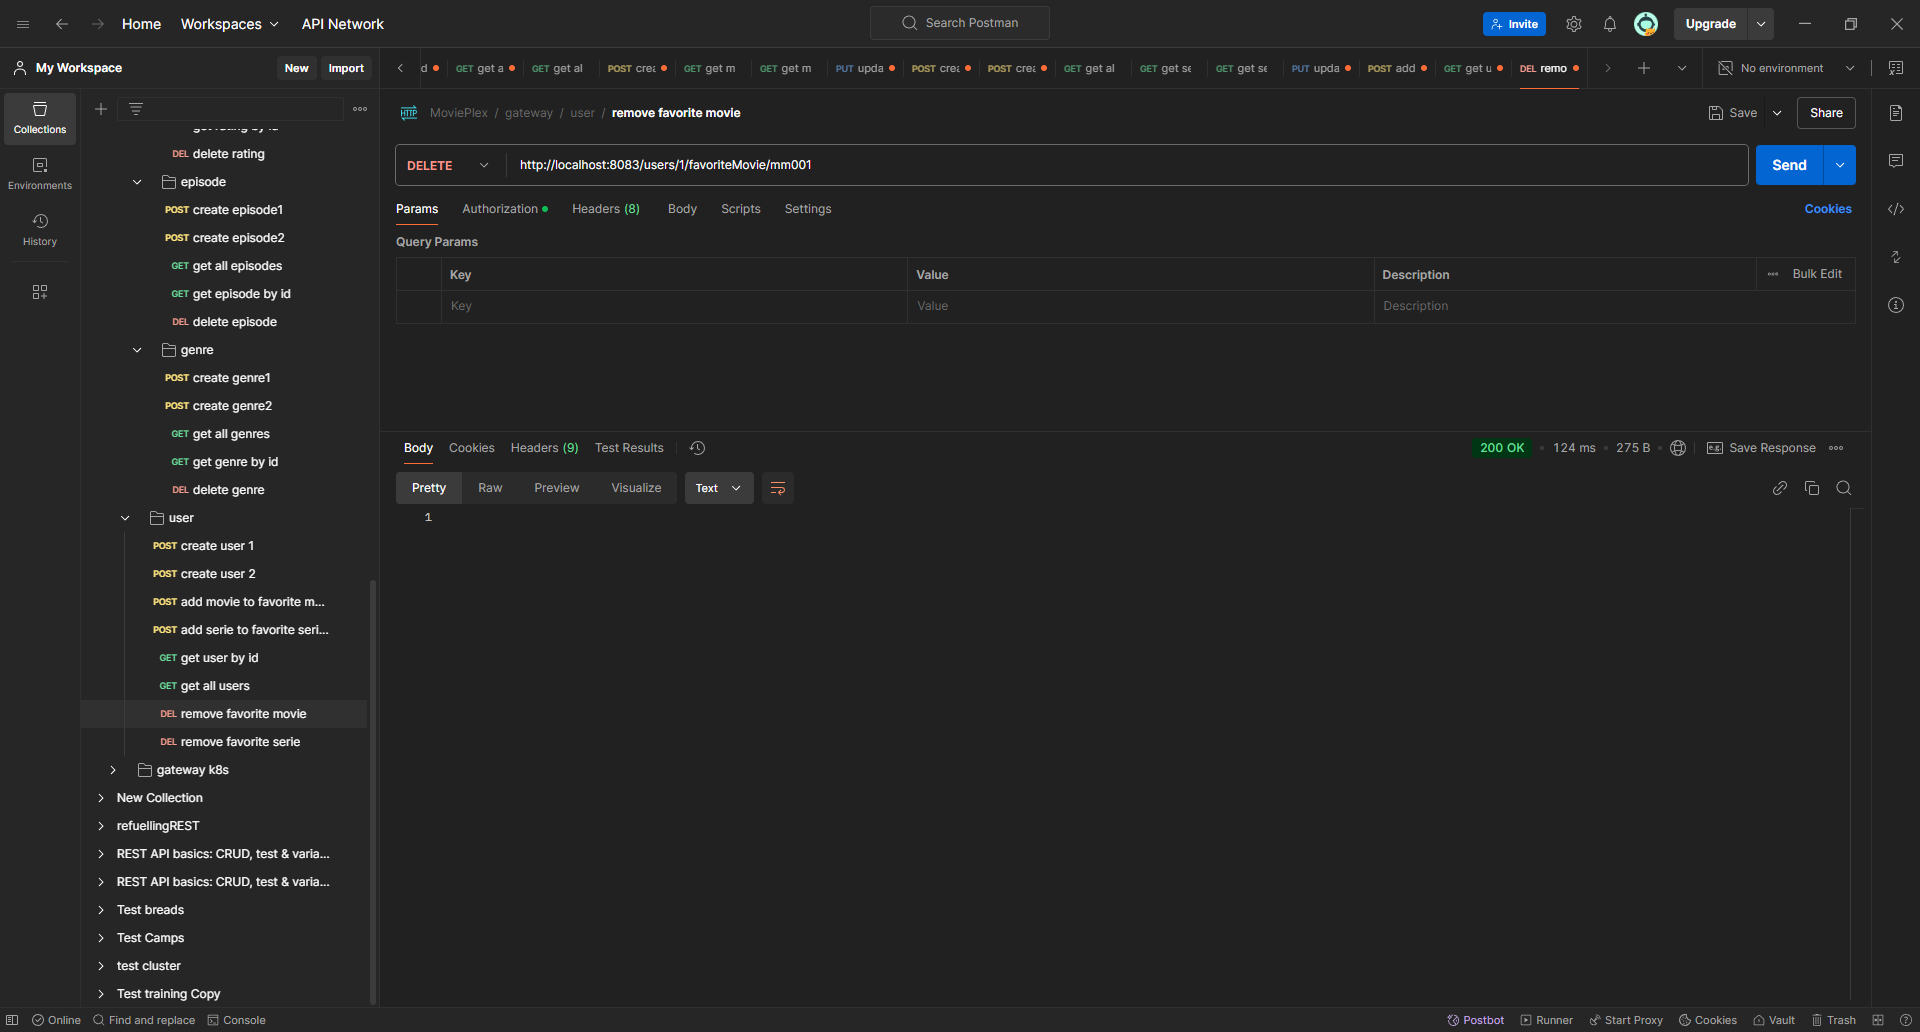 Home Workspaces API Network Search Postman Invite Upgrade
My Workspace New Import
d GET get a GET get al POST crea GET get m GET get m PUT upda POST crea POST crea GET get al GET get se GET get se PUT upda POST add GET get u DEL remo No environment
Collections
Environments
History
get rating by id
DEL delete rating
episode
POST create episode1
POST create episode2
GET get all episodes
GET get episode by id
DEL delete episode
genre
POST create genre1
POST create genre2
GET get all genres
GET get genre by id
DEL delete genre
user
POST create user 1
POST create user 2
POST add movie to favorite m...
POST add serie to favorite seri...
GET get user by id
GET get all users
DEL remove favorite movie
DEL remove favorite serie
gateway k8s
New Collection
refuellingREST
REST API basics: CRUD, test & varia...
REST API basics: CRUD, test & varia...
Test breads
Test Camps
test cluster
Test training Copy
HTTP MoviePlex / gateway / user / remove favorite movie Save Share
DELETE http://localhost:8083/users/1/favoriteMovie/mm001 Send
Params Authorization Headers (8) Body Scripts Settings Cookies
Query Params
Key Value Description Bulk Edit
Key Value Description
Body Cookies Headers (9) Test Results 200 OK 124 ms 275 B e.g. Save Response
Pretty Raw Preview Visualize Text
1
Online Find and replace Console Postbot Runner Start Proxy Cookies Vault Trash